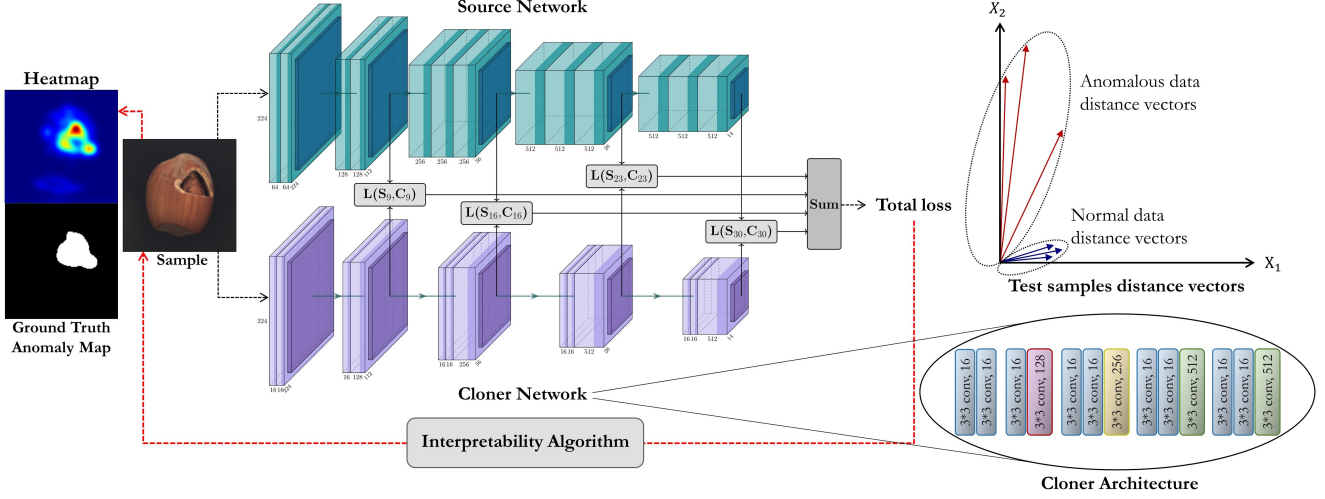 Source Network
Heatmap
Ground Truth
Anomaly Map
Sample
224
64 64 224
128 128 112
256 256 256 56
512 512 512 28
512 512 512 14
L(S₉,C₉)
L(S₁₆,C₁₆)
L(S₂₃,C₂₃)
L(S₃₀,C₃₀)
Sum
Total loss
224
16 16 224
16 128 112
16 16 256 56
16 16 512 28
16 16 512 14
Cloner Network
Interpretability Algorithm
X₂
Anomalous data
distance vectors
Normal data
distance vectors
X₁
Test samples distance vectors
3*3 conv, 16
3*3 conv, 16
3*3 conv, 16
3*3 conv, 128
3*3 conv, 16
3*3 conv, 16
3*3 conv, 256
3*3 conv, 16
3*3 conv, 16
3*3 conv, 512
3*3 conv, 16
3*3 conv, 16
3*3 conv, 512
Cloner Architecture